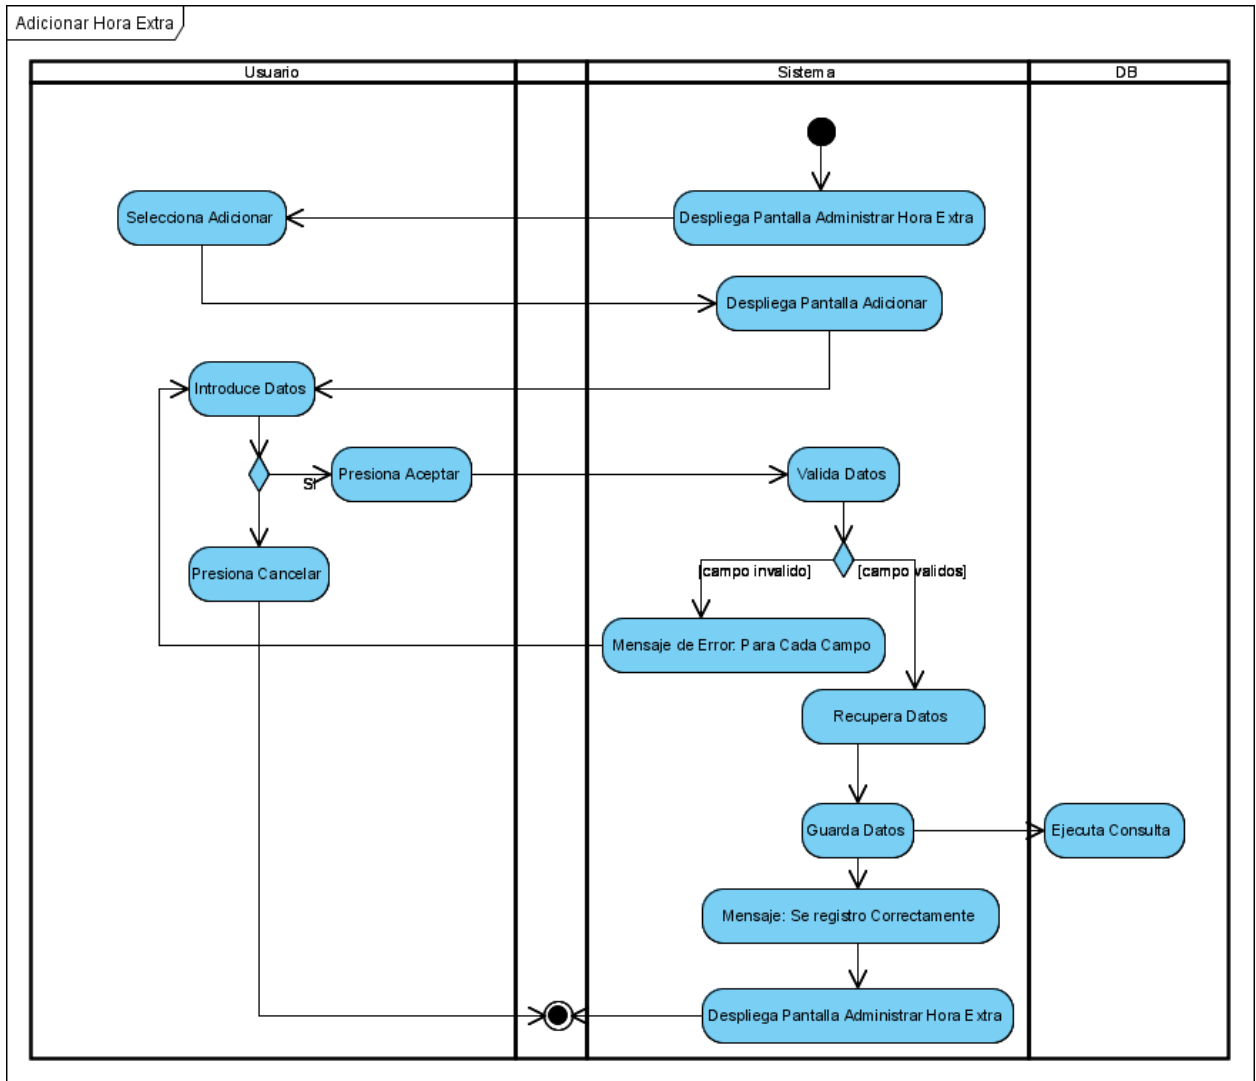 Adicionar Hora Extra
Usuario
Sistema
DB
Selecciona Adicionar
Despliega Pantalla Administrar Hora Extra
Despliega Pantalla Adicionar
Introduce Datos
Si
Presiona Aceptar
Valida Datos
Presiona Cancelar
[campo invalido]
[campo validos]
Mensaje de Error: Para Cada Campo
Recupera Datos
Guarda Datos
Ejecuta Consulta
Mensaje: Se registro Correctamente
Despliega Pantalla Administrar Hora Extra